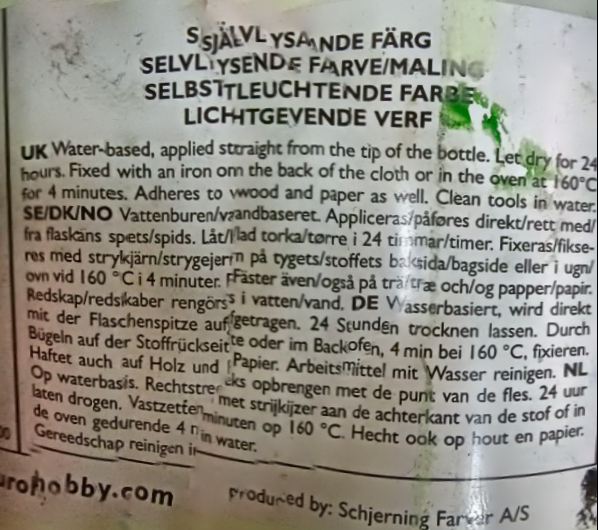 SJÄLVLYSANDE FÄRG
SELVLYSENDE FARVE/MALING
SELBSTLEUCHTENDE FARBE
LICHTGEVENDE VERF
UK Water-based, applied straight from the tip of the bottle. Let dry for 24
hours. Fixed with an iron on the back of the cloth or in the oven at 160°C
for 4 minutes. Adheres to wood and paper as well. Clean tools in water.
SE/DK/NO Vattenburen/vandbaseret. Appliceras/påføres direkt/rett med/
fra flaskans spets/spids. Låt/lad torka/tørre i 24 timmar/timer. Fixeras/fikse-
res med strykjärn/strygejern på tygets/stoffets baksida/bagside eller i ugn/
ovn vid 160 °C i 4 minuter. Fäster även/også på trä/træ och/og papper/papir.
Redskap/redskaber rengörs i vatten/vand. DE Wasserbasiert, wird direkt
mit der Flaschenspitze aufgetragen. 24 Stunden trocknen lassen. Durch
Bügeln auf der Stoffrückseite oder im Backofen, 4 min bei 160 °C, fixieren.
Haftet auch auf Holz und Papier. Arbeitsmittel mit Wasser reinigen. NL
Op waterbasis. Rechtstreeks opbrengen met de punt van de fles. 24 uur
laten drogen. Vastzetten met strijkijzer aan de achterkant van de stof of in
de oven gedurende 4 minuten op 160 °C. Hecht ook op hout en papier.
Gereedschap reinigen in water.
urohobby.com
Produced by: Schjerning Farver A/S